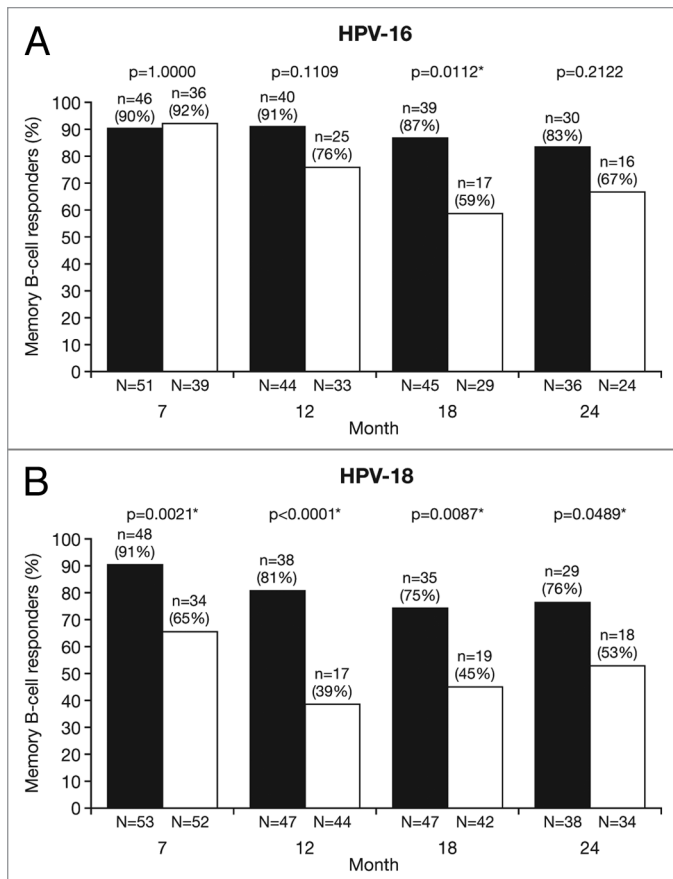 A
HPV-16
p=1.0000 p=0.1109 p=0.0112* p=0.2122
n=46 (90%) n=36 (92%) n=40 (91%) n=25 (76%) n=39 (87%) n=17 (59%) n=30 (83%) n=16 (67%)
Memory B-cell responders (%)
100
90
80
70
60
50
40
30
20
10
0
N=51 N=39 N=44 N=33 N=45 N=29 N=36 N=24
7 12 18 24
Month
B
HPV-18
p=0.0021* p<0.0001* p=0.0087* p=0.0489*
n=48 (91%) n=34 (65%) n=38 (81%) n=17 (39%) n=35 (75%) n=19 (45%) n=29 (76%) n=18 (53%)
Memory B-cell responders (%)
100
90
80
70
60
50
40
30
20
10
0
N=53 N=52 N=47 N=44 N=47 N=42 N=38 N=34
7 12 18 24
Month